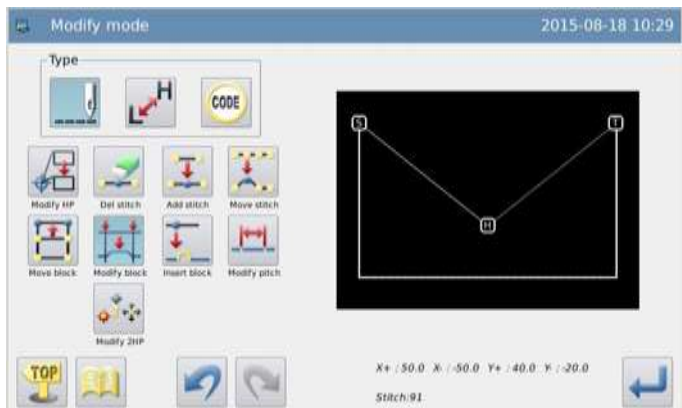 Modify mode 2015-08-18 10:29
Type
L H CODE
Modify HP Del stitch Add stitch Move stitch
Move block Modify block Insert block Modify pitch
Modify 2HP
S T
H
TOP
X+ : 50.0 X- : -50.0 Y+ : 40.0 Y- : -20.0
Stitch:91